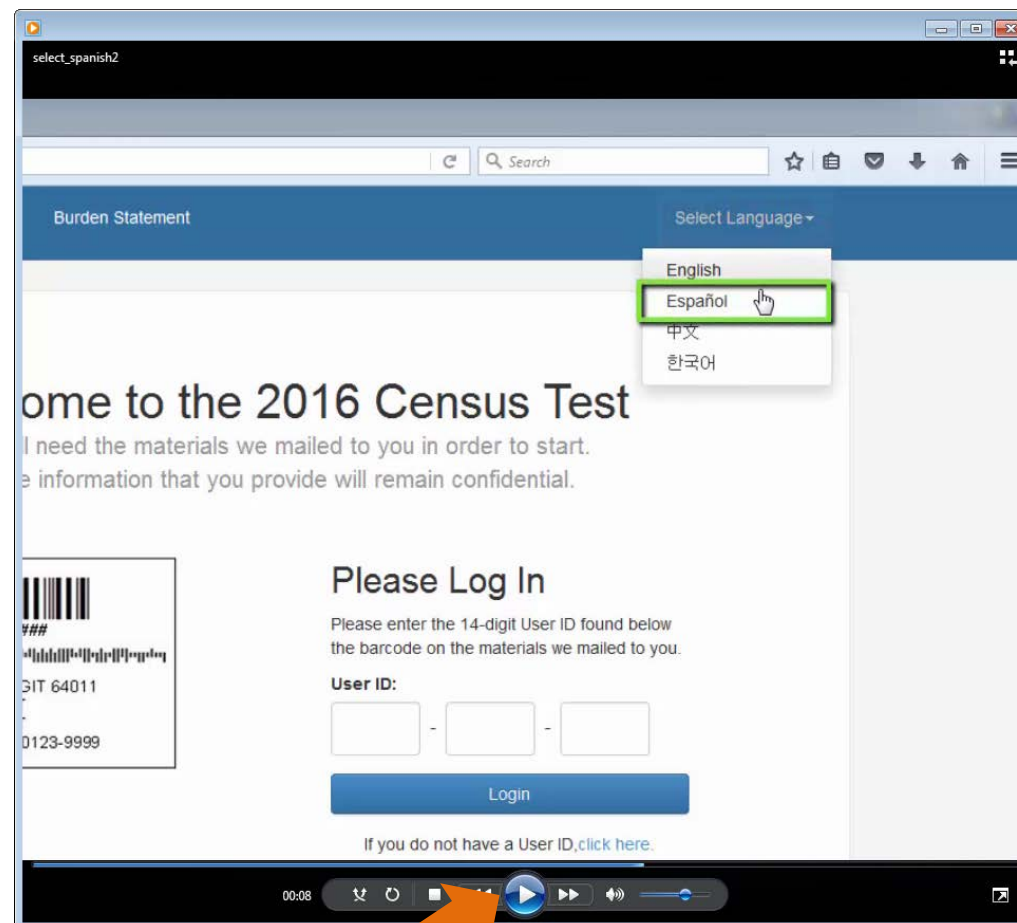 select_spanish2
Search
Burden Statement
Select Language
English
Español
中文
한국어
ome to the 2016 Census Test
l need the materials we mailed to you in order to start.
e information that you provide will remain confidential.
###
GIT 64011
0123-9999
Please Log In
Please enter the 14-digit User ID found below
the barcode on the materials we mailed to you.
User ID:
- -
Login
If you do not have a User ID,click here.
00:08